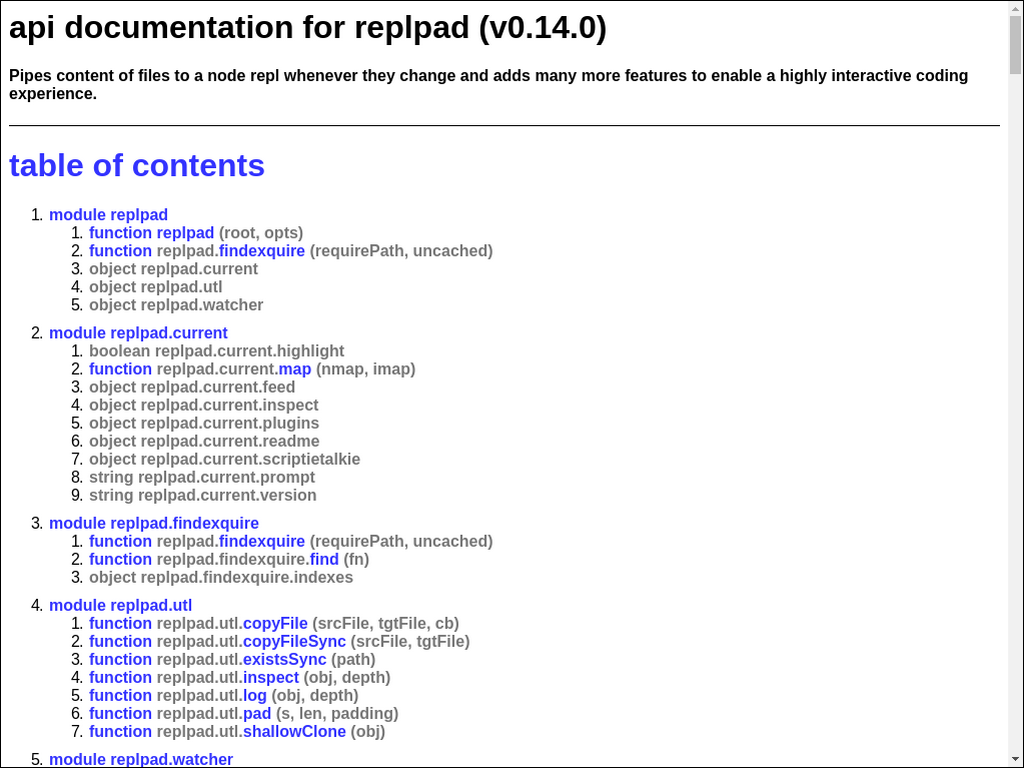 api documentation for replpad (v0.14.0)
Pipes content of files to a node repl whenever they change and adds many more features to enable a highly interactive coding
experience.
table of contents
1. module replpad
1. function replpad (root, opts)
2. function replpad.findexquire (requirePath, uncached)
3. object replpad.current
4. object replpad.utl
5. object replpad.watcher
2. module replpad.current
1. boolean replpad.current.highlight
2. function replpad.current.map (nmap, imap)
3. object replpad.current.feed
4. object replpad.current.inspect
5. object replpad.current.plugins
6. object replpad.current.readme
7. object replpad.current.scriptietalkie
8. string replpad.current.prompt
9. string replpad.current.version
3. module replpad.findexquire
1. function replpad.findexquire (requirePath, uncached)
2. function replpad.findexquire.find (fn)
3. object replpad.findexquire.indexes
4. module replpad.utl
1. function replpad.utl.copyFile (srcFile, tgtFile, cb)
2. function replpad.utl.copyFileSync (srcFile, tgtFile)
3. function replpad.utl.existsSync (path)
4. function replpad.utl.inspect (obj, depth)
5. function replpad.utl.log (obj, depth)
6. function replpad.utl.pad (s, len, padding)
7. function replpad.utl.shallowClone (obj)
5. module replpad.watcher